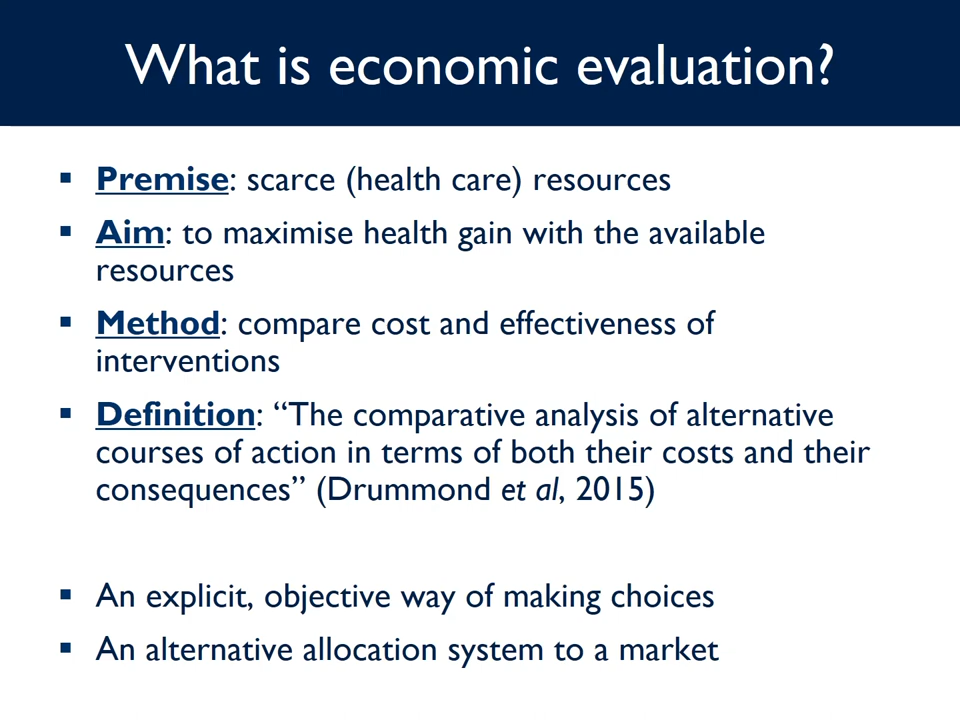 What is economic evaluation?
▪ Premise: scarce (health care) resources
▪ Aim: to maximise health gain with the available
resources
▪ Method: compare cost and effectiveness of
interventions
▪ Definition: “The comparative analysis of alternative
courses of action in terms of both their costs and their
consequences” (Drummond et al, 2015)
▪ An explicit, objective way of making choices
▪ An alternative allocation system to a market